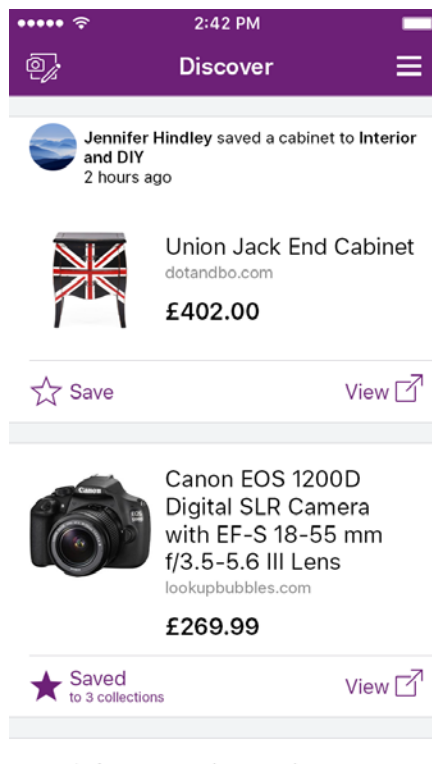 2:42 PM
Discover
Jennifer Hindley saved a cabinet to Interior
and DIY
2 hours ago
Union Jack End Cabinet
dotandbo.com
£402.00
Save
View
Canon
EOS
Canon EOS 1200D
Digital SLR Camera
with EF-S 18-55 mm
f/3.5-5.6 III Lens
lookupbubbles.com
£269.99
Saved
to 3 collections
View